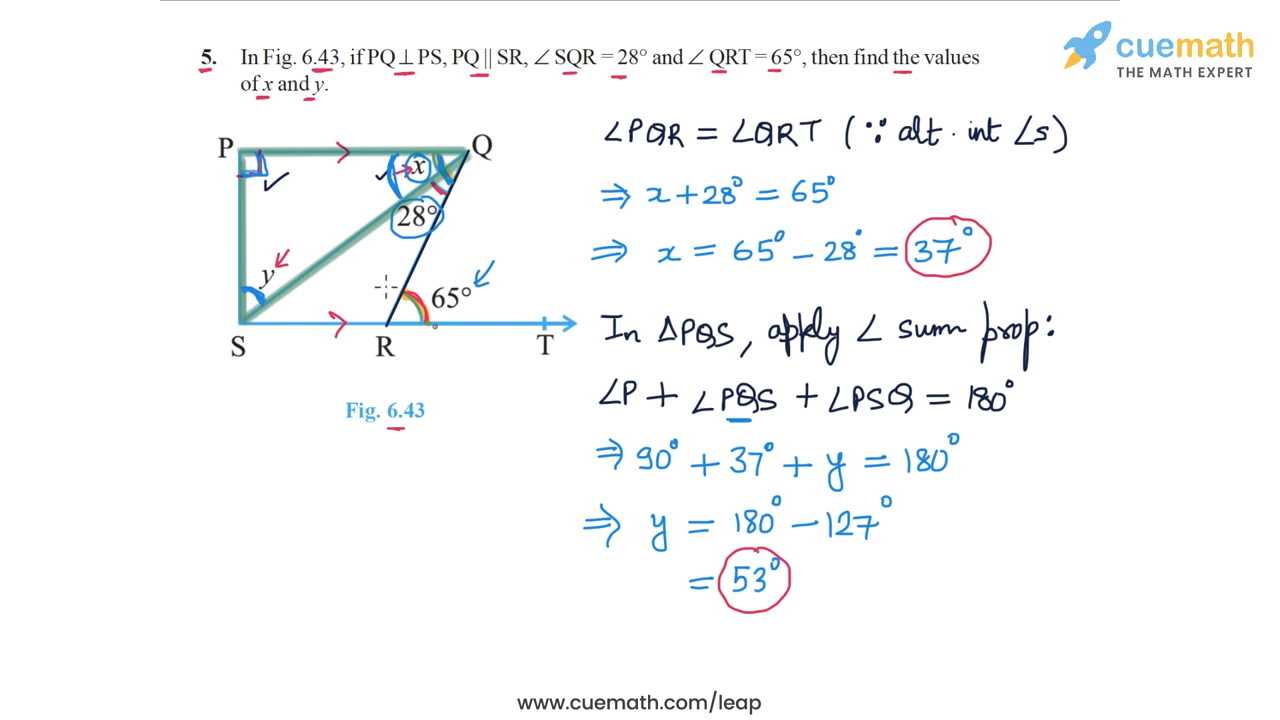 5. In Fig. 6.43, if PQ ⊥ PS, PQ || SR, ∠ SQR = 28° and ∠ QRT = 65°, then find the values
of x and y.
cuemath
THE MATH EXPERT
∠PQR = ∠QRT (∵ alt. int ∠s)
⇒ x + 28° = 65°
⇒ x = 65° − 28° = 37°
P
Q
x
28°
y
65°
S
R
T
Fig. 6.43
In △PQS, apply ∠ sum prop:
∠P + ∠PQS + ∠PSQ = 180°
⇒ 90° + 37° + y = 180°
⇒ y = 180° − 127°
= 53°
www.cuemath.com/leap